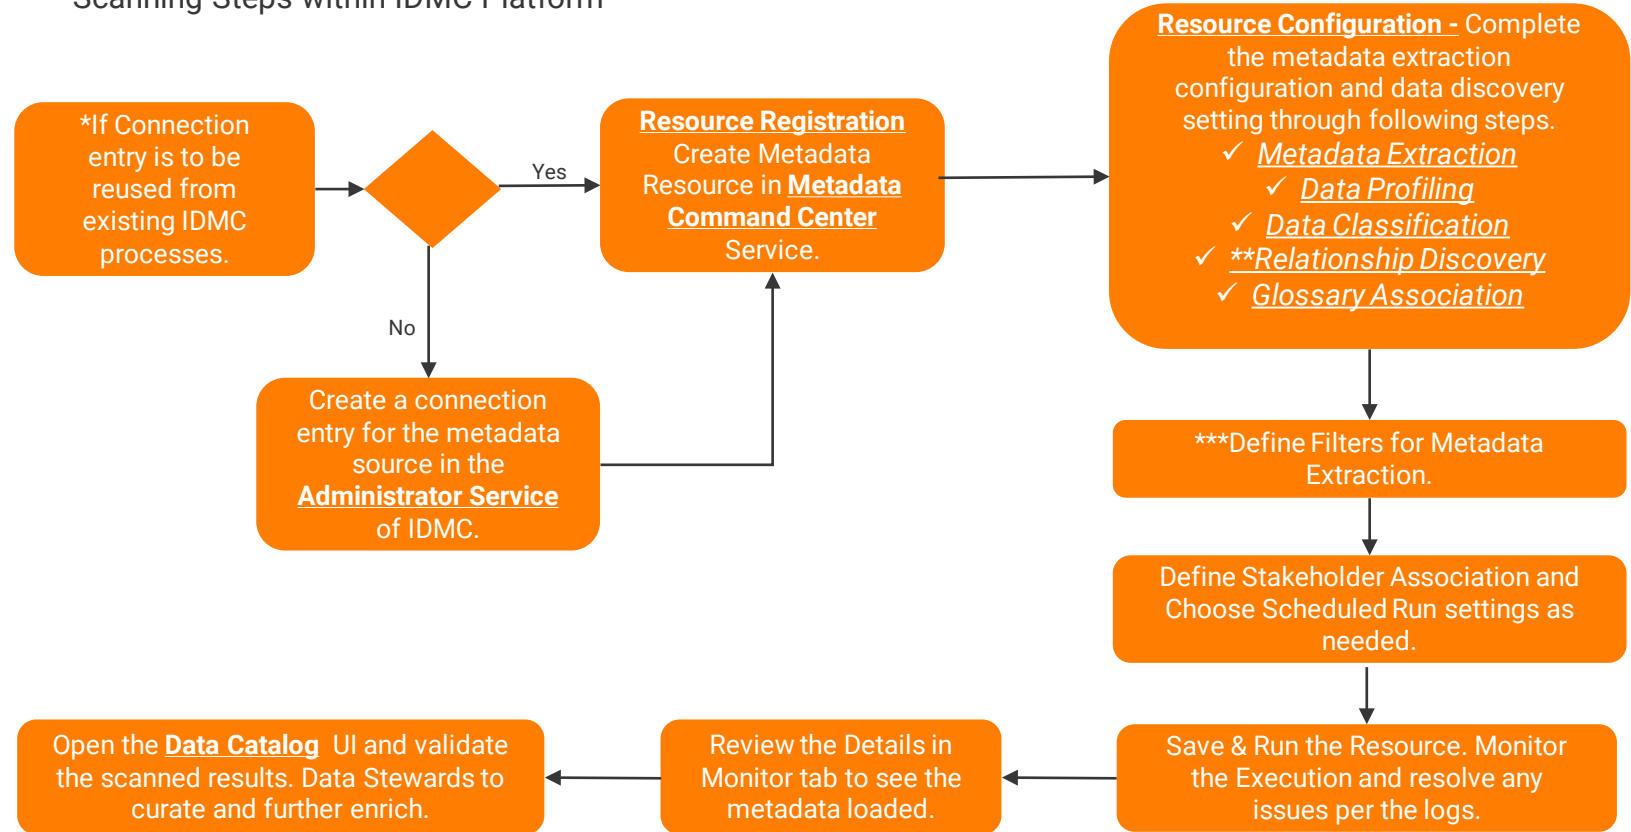 Scanning Steps within IDMC Platform
*If Connection
entry is to be
reused from
existing IDMC
processes.
Yes
No
Create a connection
entry for the metadata
source in the
Administrator Service
of IDMC.
Resource Registration
Create Metadata
Resource in Metadata
Command Center
Service.
Resource Configuration - Complete
the metadata extraction
configuration and data discovery
setting through following steps.
✓ Metadata Extraction
✓ Data Profiling
✓ Data Classification
✓ **Relationship Discovery
✓ Glossary Association
***Define Filters for Metadata
Extraction.
Define Stakeholder Association and
Choose Scheduled Run settings as
needed.
Save & Run the Resource. Monitor
the Execution and resolve any
issues per the logs.
Review the Details in
Monitor tab to see the
metadata loaded.
Open the Data Catalog UI and validate
the scanned results. Data Stewards to
curate and further enrich.